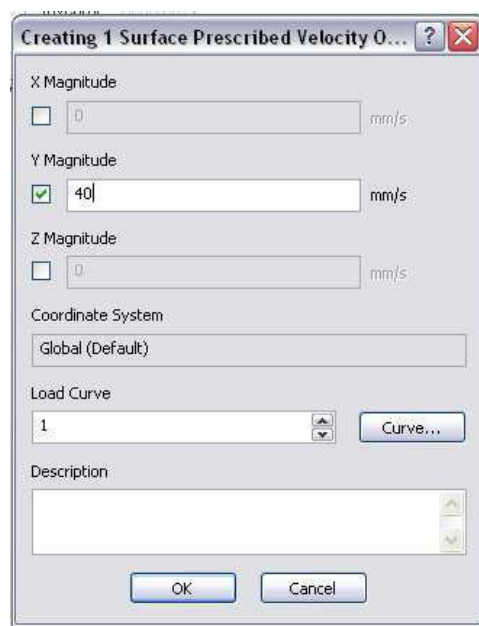 Creating 1 Surface Prescribed Velocity O... ?
X Magnitude
0 mm/s
Y Magnitude
40 mm/s
Z Magnitude
0 mm/s
Coordinate System
Global (Default)
Load Curve
1 Curve...
Description
OK Cancel